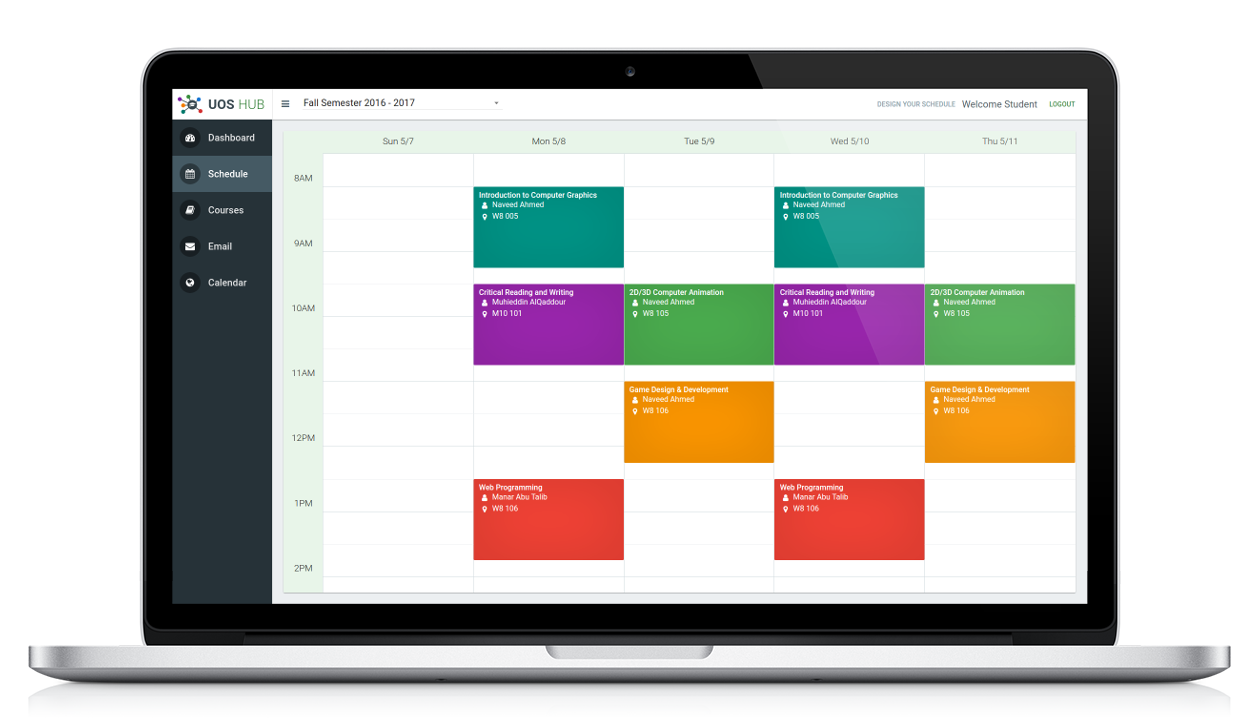 UOS HUB
Fall Semester 2016 - 2017
DESIGN YOUR SCHEDULE
Welcome Student
LOGOUT
Dashboard
Schedule
Courses
Email
Calendar
Sun 5/7
Mon 5/8
Tue 5/9
Wed 5/10
Thu 5/11
8AM
Introduction to Computer Graphics
Naveed Ahmed
W8 005
Introduction to Computer Graphics
Naveed Ahmed
W8 005
9AM
Critical Reading and Writing
Muhieddin AlQaddour
M10 101
2D/3D Computer Animation
Naveed Ahmed
W8 105
Critical Reading and Writing
Muhieddin AlQaddour
M10 101
2D/3D Computer Animation
Naveed Ahmed
W8 105
10AM
11AM
Game Design & Development
Naveed Ahmed
W8 106
Game Design & Development
Naveed Ahmed
W8 106
12PM
Web Programming
Manar Abu Talib
W8 106
Web Programming
Manar Abu Talib
W8 106
1PM
2PM